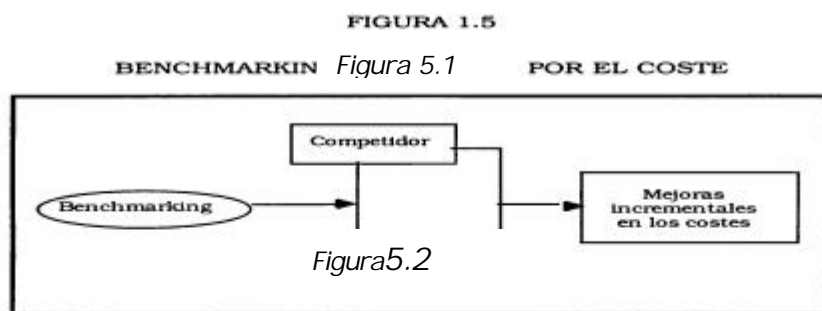 FIGURA 1.5
BENCHMARKIN Figura 5.1 POR EL COSTE
Competidor
Benchmarking
Mejoras
incrementales
en los costes
Figura5.2